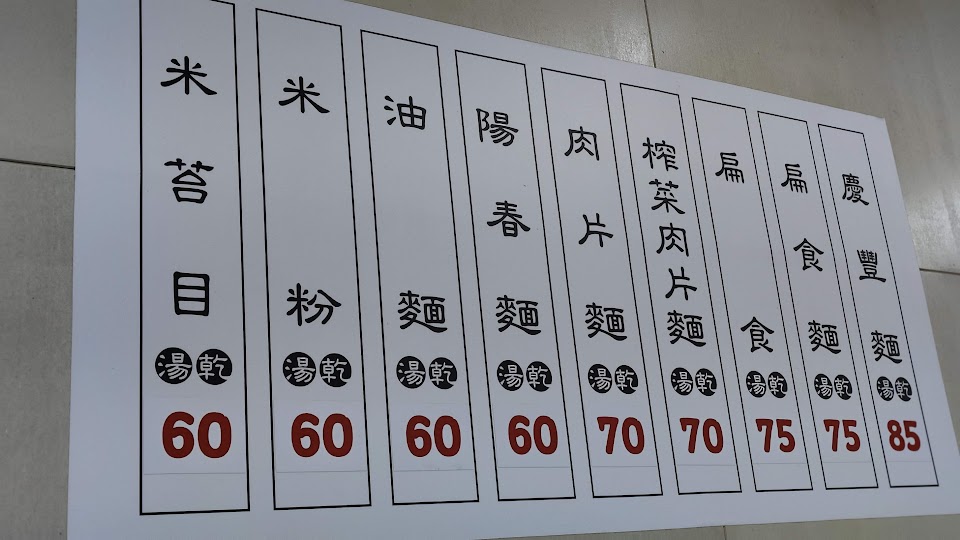 慶豐麵 湯乾 85
扁食麵 湯乾 75
扁食 湯乾 75
榨菜肉片麵 湯乾 70
肉片麵 湯乾 70
陽春麵 湯乾 60
油麵 湯乾 60
米粉 湯乾 60
米苔目 湯乾 60